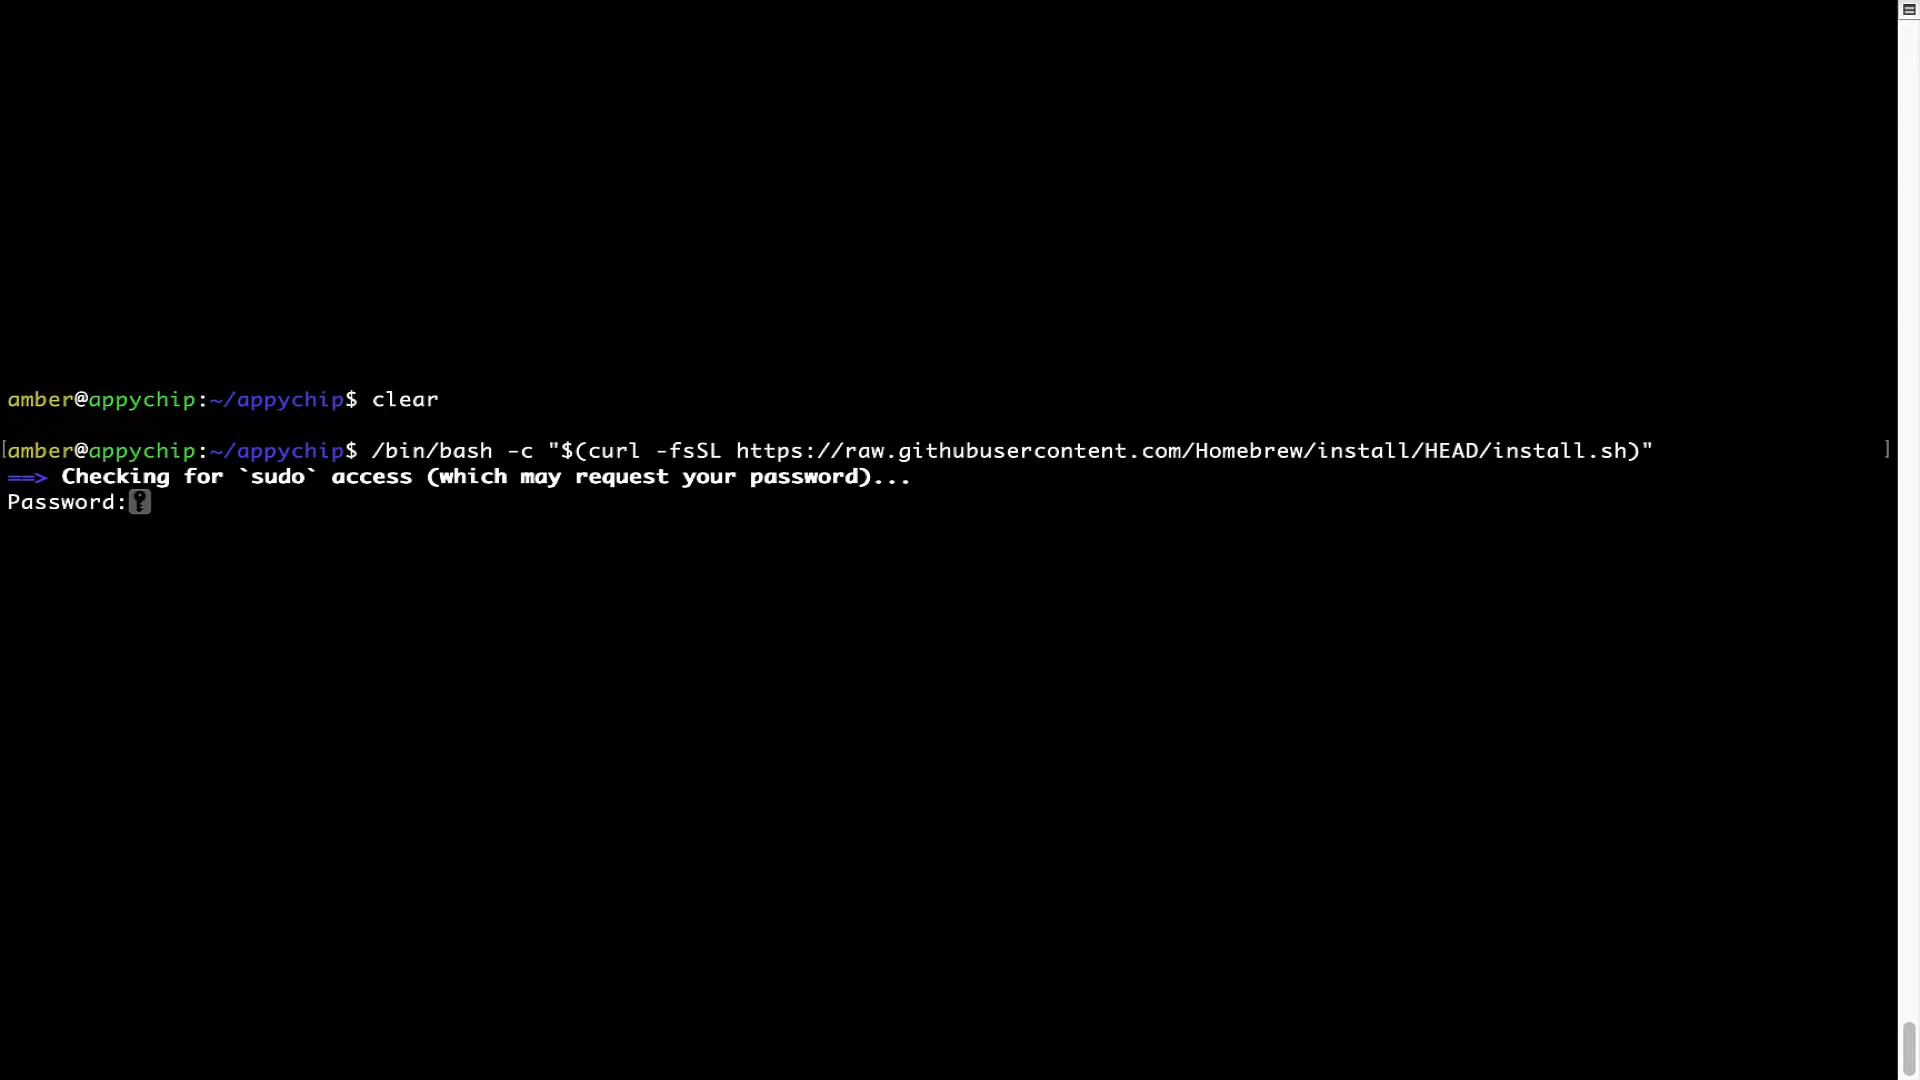 amber@appychip:~/appychip$ clear
[amber@appychip:~/appychip$ /bin/bash -c "$(curl -fsSL https://raw.githubusercontent.com/Homebrew/install/HEAD/install.sh)" ]
==> Checking for `sudo` access (which may request your password)...
Password: